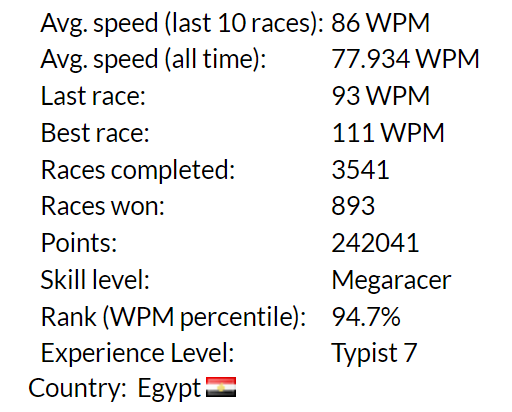 Avg. speed (last 10 races): 86 WPM
Avg. speed (all time): 77.934 WPM
Last race: 93 WPM
Best race: 111 WPM
Races completed: 3541
Races won: 893
Points: 242041
Skill level: Megaracer
Rank (WPM percentile): 94.7%
Experience Level: Typist 7
Country: Egypt